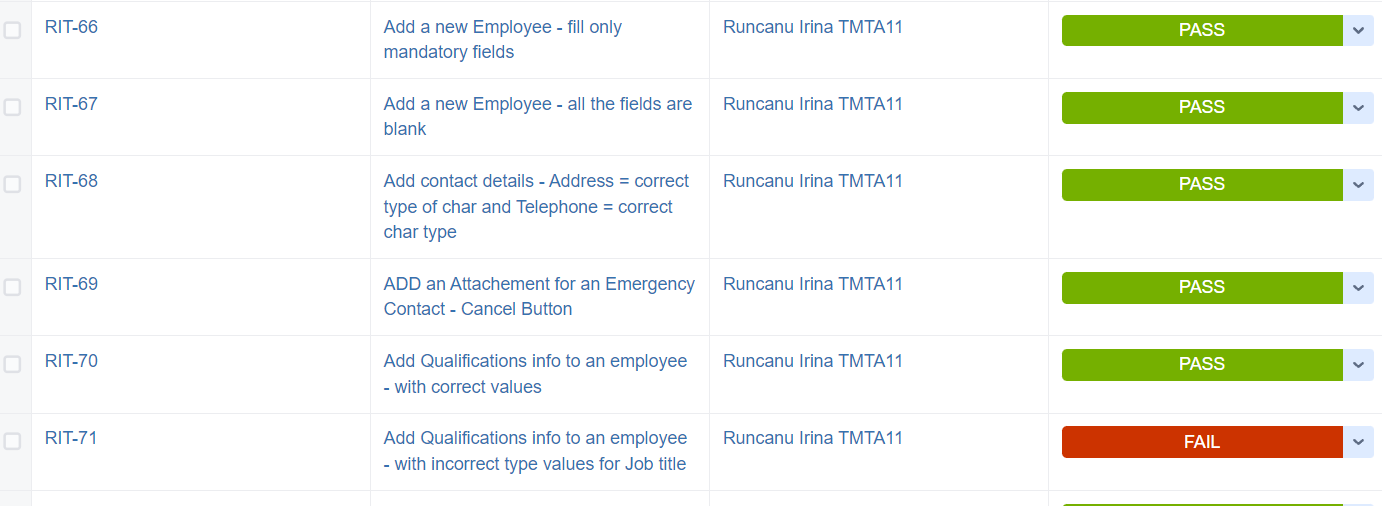 RIT-66
Add a new Employee - fill only
mandatory fields
Runcanu Irina TMTA11
PASS
RIT-67
Add a new Employee - all the fields are
blank
Runcanu Irina TMTA11
PASS
RIT-68
Add contact details - Address = correct
type of char and Telephone = correct
char type
Runcanu Irina TMTA11
PASS
RIT-69
ADD an Attachement for an Emergency
Contact - Cancel Button
Runcanu Irina TMTA11
PASS
RIT-70
Add Qualifications info to an employee
- with correct values
Runcanu Irina TMTA11
PASS
RIT-71
Add Qualifications info to an employee
- with incorrect type values for Job title
Runcanu Irina TMTA11
FAIL